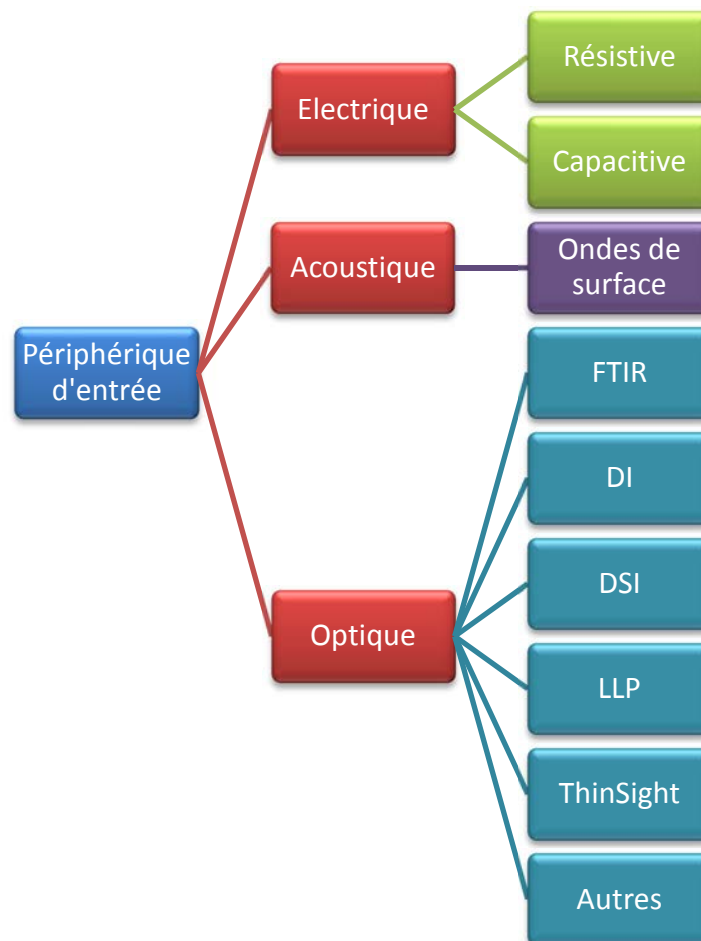 Périphérique
d'entrée
Electrique
Résistive
Capacitive
Acoustique
Ondes de
surface
Optique
FTIR
DI
DSI
LLP
ThinSight
Autres